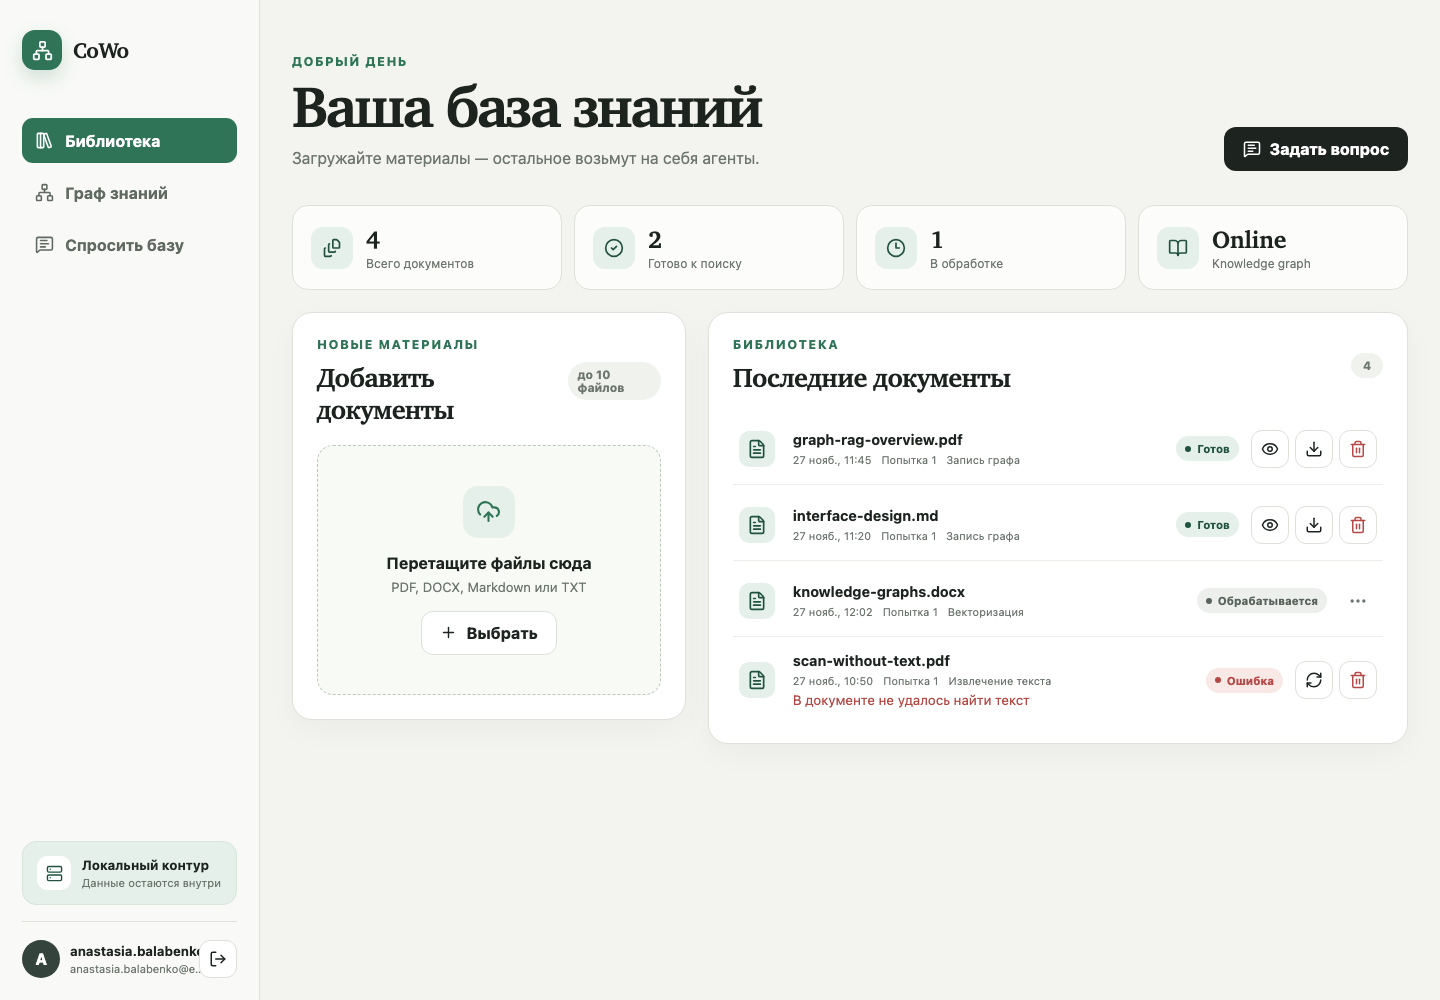 CoWo
Библиотека
Граф знаний
Спросить базу
Локальный контур
Данные остаются внутри
A
anastasia.balabenko
anastasia.balabenko@e...
ДОБРЫЙ ДЕНЬ
Ваша база знаний
Загружайте материалы — остальное возьмут на себя агенты.
Задать вопрос
4
Всего документов
2
Готово к поиску
1
В обработке
Online
Knowledge graph
НОВЫЕ МАТЕРИАЛЫ
Добавить
документы
до 10
файлов
Перетащите файлы сюда
PDF, DOCX, Markdown или TXT
Выбрать
БИБЛИОТЕКА
Последние документы
4
graph-rag-overview.pdf
27 нояб., 11:45 Попытка 1 Запись графа
Готов
interface-design.md
27 нояб., 11:20 Попытка 1 Запись графа
Готов
knowledge-graphs.docx
27 нояб., 12:02 Попытка 1 Векторизация
Обрабатывается
scan-without-text.pdf
27 нояб., 10:50 Попытка 1 Извлечение текста
В документе не удалось найти текст
Ошибка